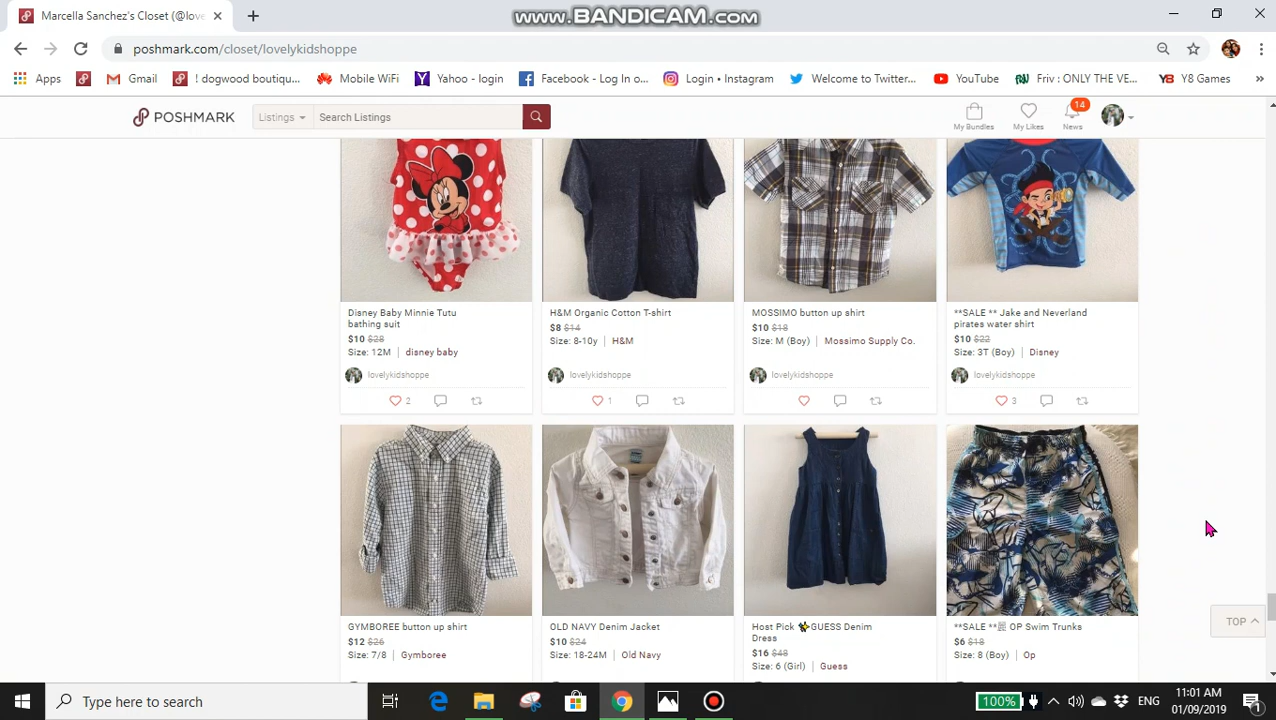 Marcella Sanchez's Closet (@love
www.BANDICAM.com
poshmark.com/closet/lovelykidshoppe
Apps
Gmail
! dogwood boutiqu...
Mobile WiFi
Yahoo - login
Facebook - Log In o...
Login • Instagram
Welcome to Twitter...
YouTube
Friv : ONLY THE VE...
Y8 Games
»
POSHMARK
Listings
Search Listings
My Bundles
My Likes
14
News
Disney Baby Minnie Tutu
bathing suit
$10 $28
Size: 12M | disney baby
lovelykidshoppe
2
H&M Organic Cotton T-shirt
$8 $14
Size: 8-10y | H&M
lovelykidshoppe
1
MOSSIMO button up shirt
$10 $18
Size: M (Boy) | Mossimo Supply Co.
lovelykidshoppe
**SALE ** Jake and Neverland
pirates water shirt
$10 $22
Size: 3T (Boy) | Disney
lovelykidshoppe
3
GYMBOREE button up shirt
$12 $26
Size: 7/8 | Gymboree
OLD NAVY Denim Jacket
$10 $24
Size: 18-24M | Old Navy
Host Pick ✨GUESS Denim
Dress
$16 $48
Size: 6 (Girl) | Guess
**SALE ** OP Swim Trunks
$6 $18
Size: 8 (Boy) | Op
TOP
Type here to search
100%
ENG
11:01 AM
01/09/2019
1